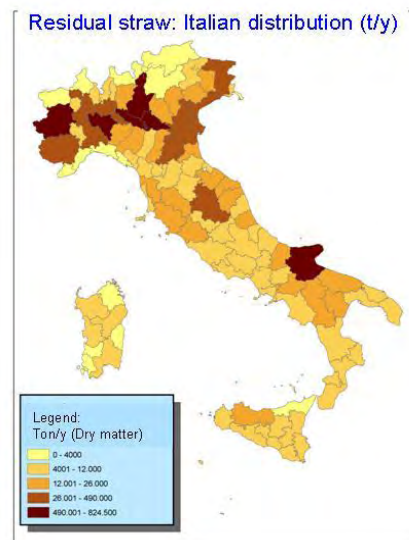 Residual straw: Italian distribution (t/y)
Legend:
Ton/y (Dry matter)
0 - 4000
4001 - 12.000
12.001 - 26.000
26.001 - 490.000
490.001 - 824.500